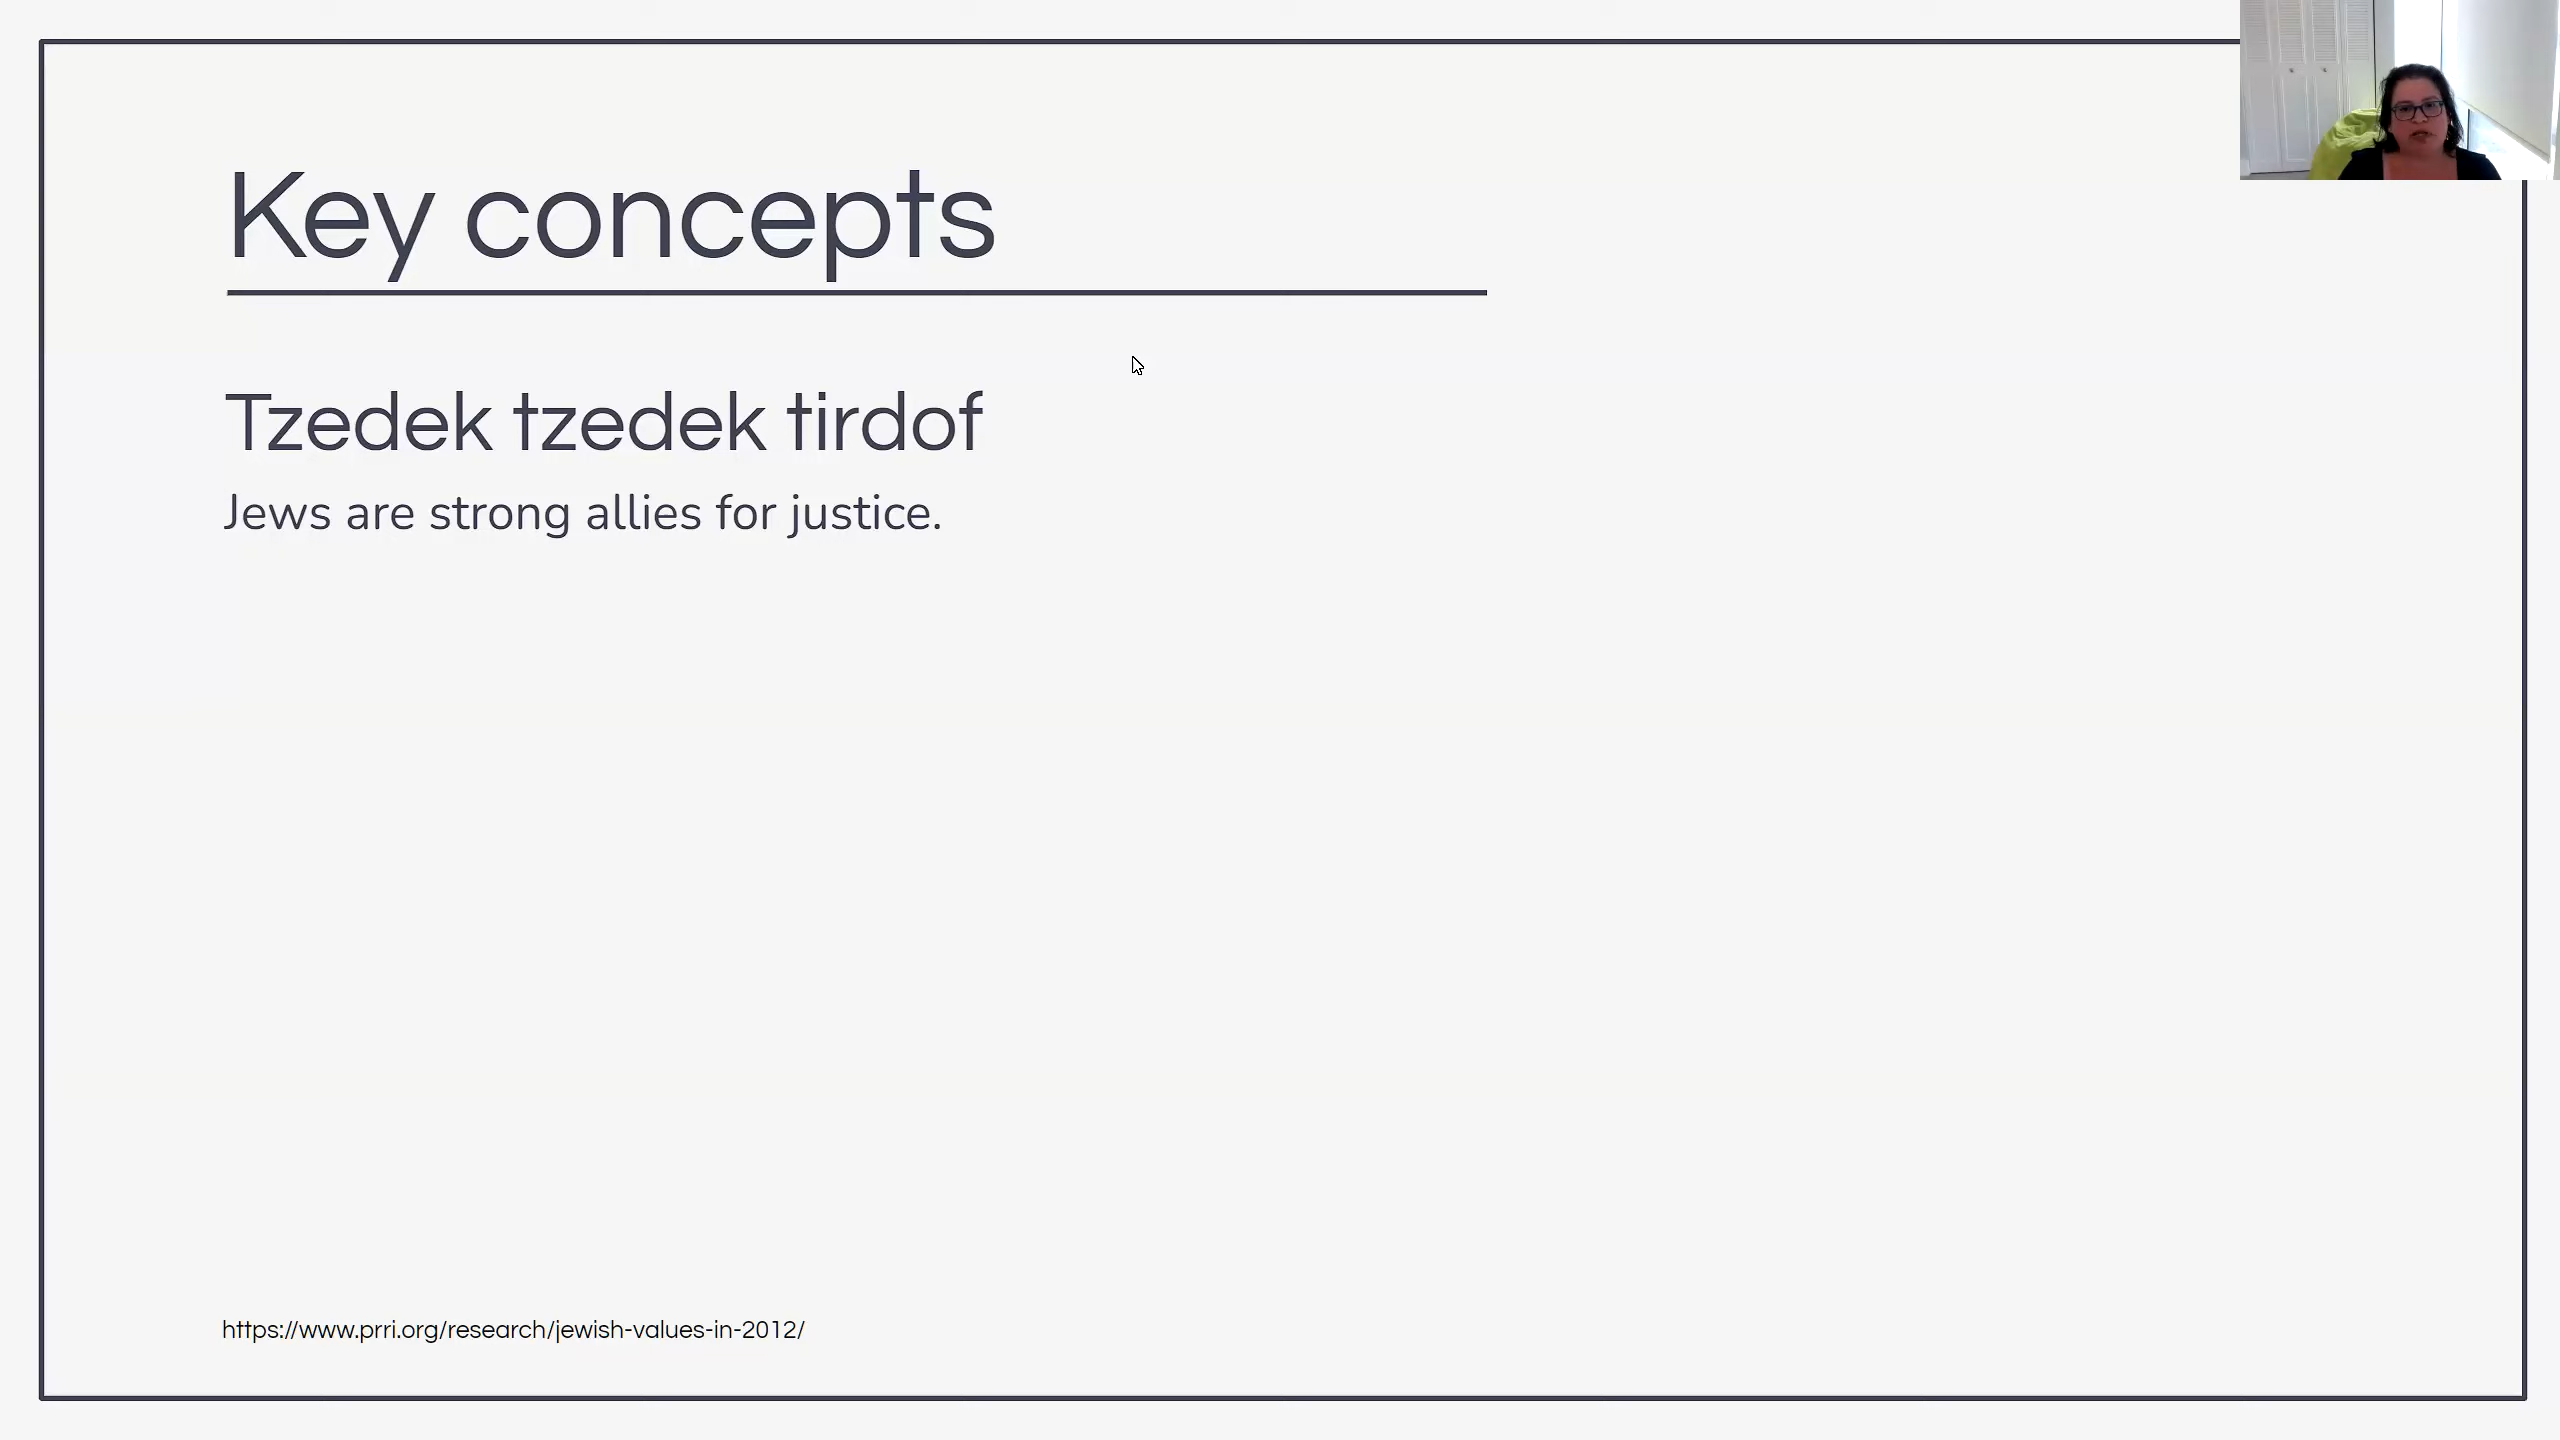 Key concepts
Tzedek tzedek tirdof
Jews are strong allies for justice.
https://www.prri.org/research/jewish-values-in-2012/